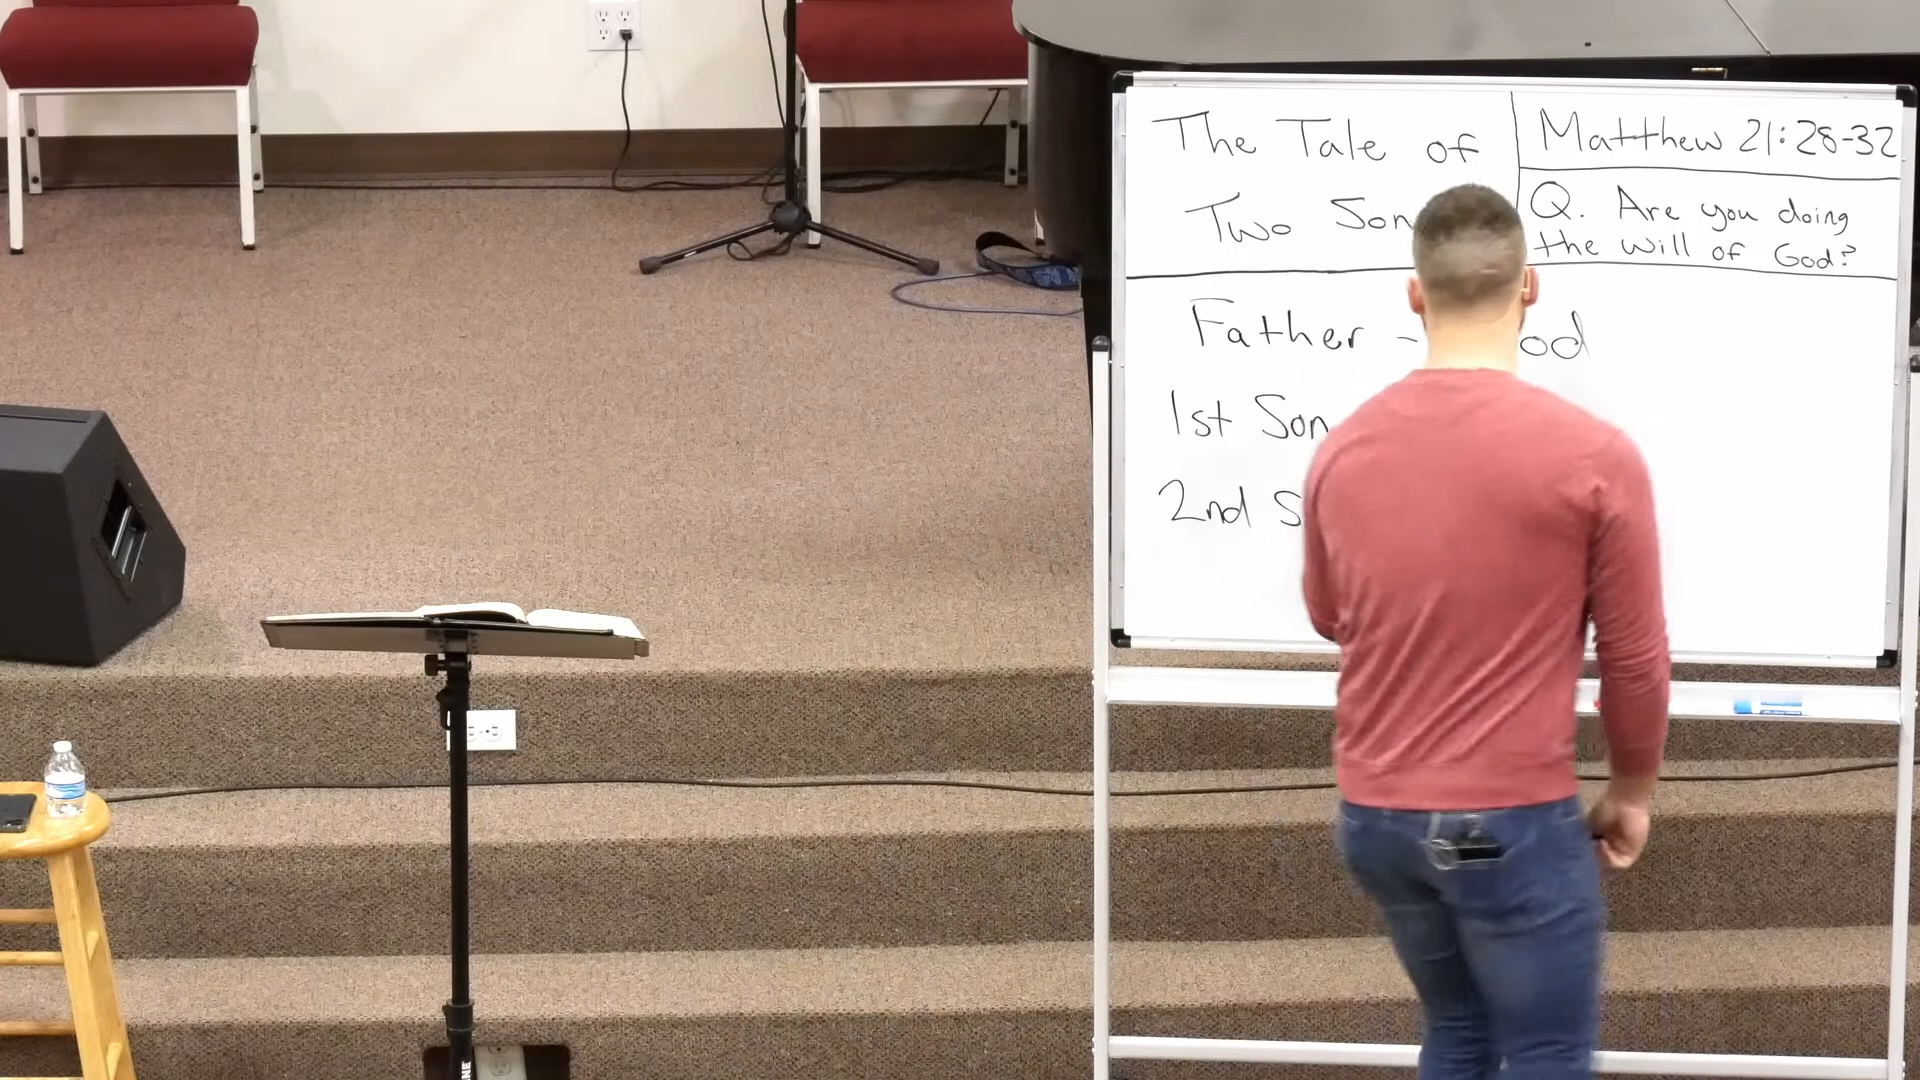 The Tale of
Two Son
Matthew 21:28-32
Q. Are you doing
the will of God?
Father - od
1st Son
2nd S